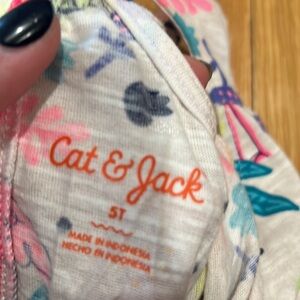 Cat & Jack
5T
MADE IN INDONESIA
HECHO EN INDONESIA